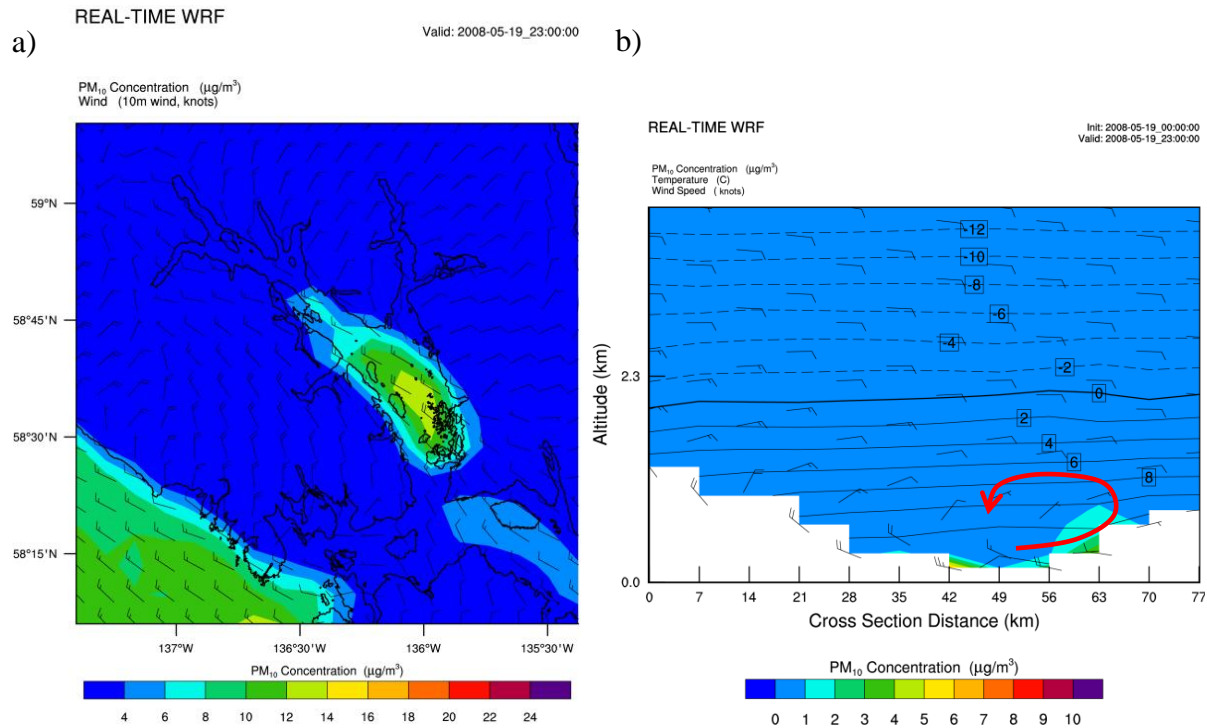 REAL-TIME WRF
Valid: 2008-05-19_23:00:00
a)
PM₁₀ Concentration (μg/m³)
Wind (10m wind, knots)
59°N
58°45'N
58°30'N
58°15'N
137°W
136°30'W
136°W
135°30'W
PM₁₀ Concentration (μg/m³)
4 6 8 10 12 14 16 18 20 22 24
b)
REAL-TIME WRF
Init: 2008-05-19_00:00:00
Valid: 2008-05-19_23:00:00
PM₁₀ Concentration (μg/m³)
Temperature (C)
Wind Speed ( knots)
-12
-10
-8
-6
-4
-2
0
2
4
6
8
Altitude (km)
2.3
0.0
0 7 14 21 28 35 42 49 56 63 70 77
Cross Section Distance (km)
PM₁₀ Concentration (μg/m³)
0 1 2 3 4 5 6 7 8 9 10